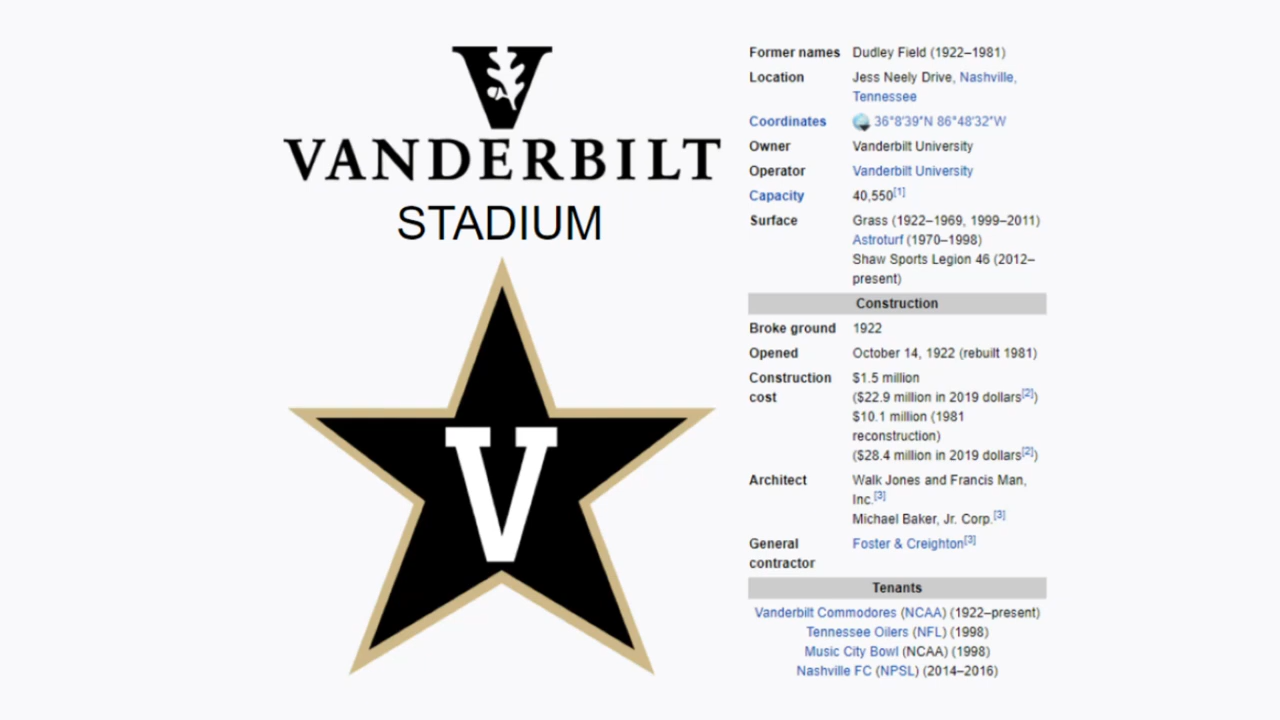 V
VANDERBILT
STADIUM
V
Former names Dudley Field (1922–1981)
Location Jess Neely Drive, Nashville,
Tennessee
Coordinates 36°8′39″N 86°48′32″W
Owner Vanderbilt University
Operator Vanderbilt University
Capacity 40,550[1]
Surface Grass (1922–1969, 1999–2011)
Astroturf (1970–1998)
Shaw Sports Legion 46 (2012–
present)
Construction
Broke ground 1922
Opened October 14, 1922 (rebuilt 1981)
Construction $1.5 million
cost ($22.9 million in 2019 dollars[2])
$10.1 million (1981
reconstruction)
($28.4 million in 2019 dollars[2])
Architect Walk Jones and Francis Man,
Inc.[3]
Michael Baker, Jr. Corp.[3]
General Foster & Creighton[3]
contractor
Tenants
Vanderbilt Commodores (NCAA) (1922–present)
Tennessee Oilers (NFL) (1998)
Music City Bowl (NCAA) (1998)
Nashville FC (NPSL) (2014–2016)